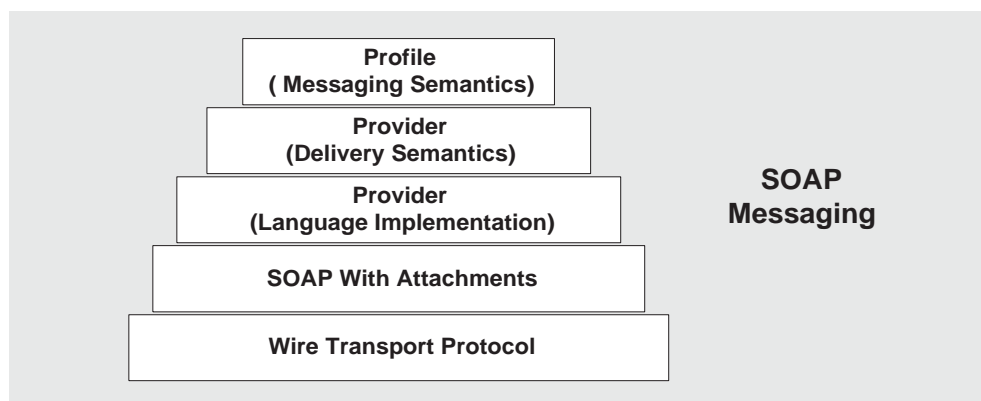 Profile
( Messaging Semantics)
Provider
(Delivery Semantics)
Provider
(Language Implementation)
SOAP With Attachments
Wire Transport Protocol
SOAP
Messaging